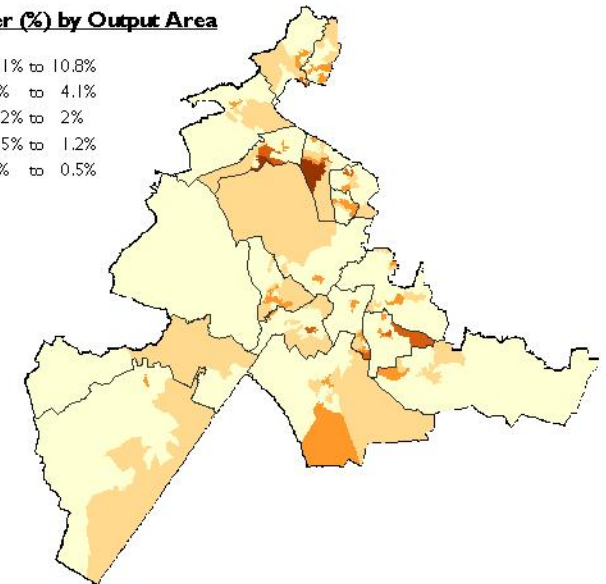 er (%) by Output Area
1% to 10.8%
% to 4.1%
2% to 2%
5% to 1.2%
% to 0.5%